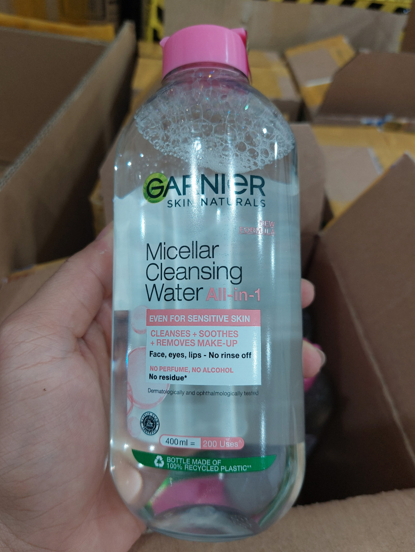 GARNIER
SKIN NATURALS
NEW
Micellar
Cleansing
Water All-in-1
EVEN FOR SENSITIVE SKIN
CLEANSES + SOOTHES
+ REMOVES MAKE-UP
Face, eyes, lips - No rinse off
NO PERFUME, NO ALCOHOL
No residue*
Dermatologically and ophthalmologically tested
400ml = 200 Uses
BOTTLE MADE OF
100% RECYCLED PLASTIC**